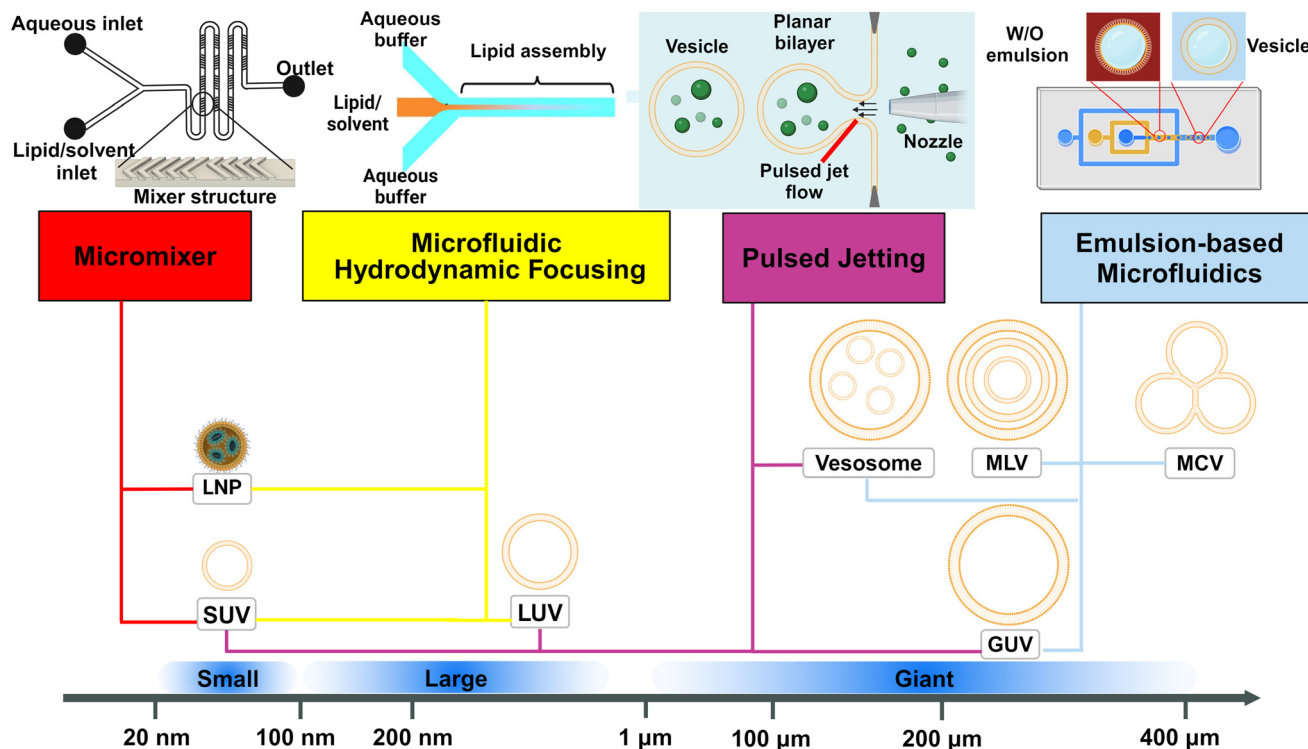 Aqueous inlet
Outlet
Lipid/solvent
inlet
Mixer structure
Aqueous
buffer
Lipid assembly
Lipid/
solvent
Aqueous
buffer
Vesicle
Planar
bilayer
Nozzle
Pulsed jet
flow
W/O
emulsion
Vesicle
Micromixer
Microfluidic
Hydrodynamic Focusing
Pulsed Jetting
Emulsion-based
Microfluidics
Vesosome
MLV
MCV
LNP
SUV
LUV
GUV
Small
Large
Giant
20 nm
100 nm
200 nm
1 µm
100 µm
200 µm
400 µm